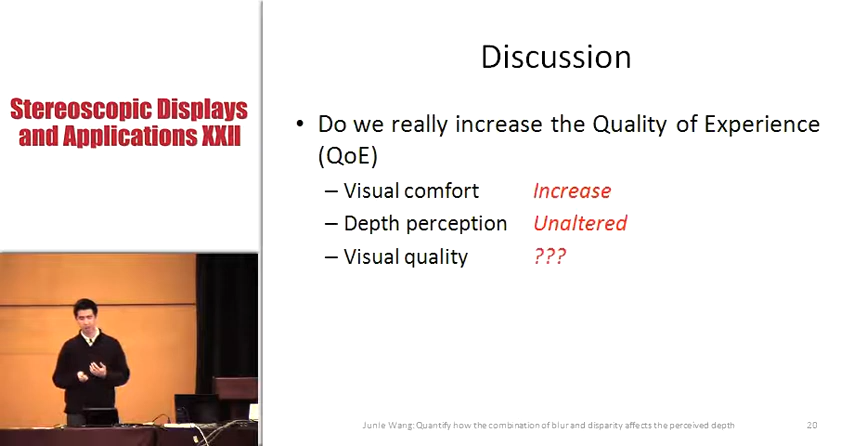 Stereoscopic Displays
and Applications XXII
Discussion
• Do we really increase the Quality of Experience
(QoE)
– Visual comfort Increase
– Depth perception Unaltered
– Visual quality ???
Junle Wang: Quantify how the combination of blur and disparity affects the perceived depth
20